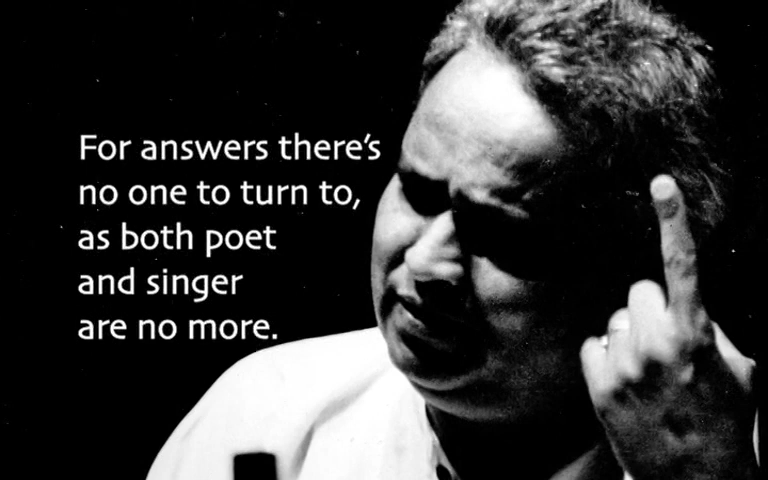 For answers there's
no one to turn to,
as both poet
and singer
are no more.